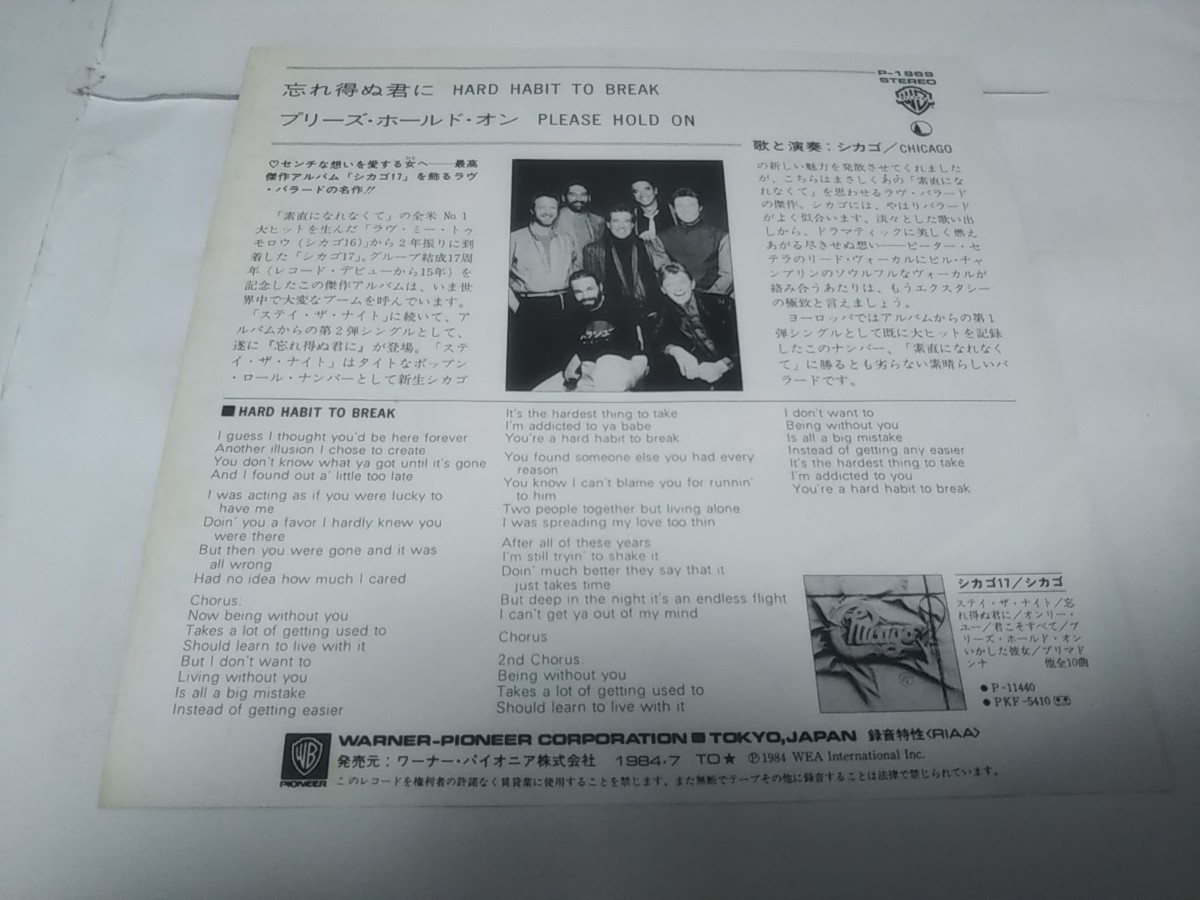 P-1869
STEREO
忘れ得ぬ君に HARD HABIT TO BREAK
プリーズ・ホールド・オン PLEASE HOLD ON
歌と演奏：シカゴ／CHICAGO
♡センチな想いを愛する女へ——最高
傑作アルバム「シカゴ17」を飾るラヴ
・バラードの名作!!
「素直になれなくて」の全米 No.1
大ヒットを生んだ「ラヴ・ミー・トゥ
モロウ(シカゴ16)」から2年振りに到
着した「シカゴ17」。グループ結成17周
年(レコード・デビューから15年)を
記念したこの傑作アルバムは、いま世
界中で大変なブームを呼んでいます。
「ステイ・ザ・ナイト」に続いて、ア
ルバムからの第2弾シングルとして、
遂に『忘れ得ぬ君に』が登場。「ステ
イ・ザ・ナイト」はタイトなポップン
・ロール・ナンバーとして新生シカゴ
の新しい魅力を発散させてくれました
が、こちらはまさしくあの「素直にな
れなくて」を思わせるラヴ・バラード
の傑作。シカゴには、やはりバラード
がよく似合います。淡々とした歌い出
しから、ドラマティックに美しく燃え
あがる尽きせぬ想い——ピーター・セ
テラのリード・ヴォーカルにビル・チャ
ンプリンのソウルフルなヴォーカルが
絡み合うあたりは、もうエクスタシー
の極致と言えましょう。
ヨーロッパではアルバムからの第1
弾シングルとして既に大ヒットを記録
したこのナンバー、「素直になれなく
て」に勝るとも劣らない素晴らしいバ
ラードです。
■HARD HABIT TO BREAK
I guess I thought you'd be here forever
Another illusion I chose to create
You don't know what ya got until it's gone
And I found out a' little too late
I was acting as if you were lucky to
have me
Doin' you a favor I hardly knew you
were there
But then you were gone and it was
all wrong
Had no idea how much I cared
Chorus:
Now being without you
Takes a lot of getting used to
Should learn to live with it
But I don't want to
Living without you
Is all a big mistake
Instead of getting easier
It's the hardest thing to take
I'm addicted to ya babe
You're a hard habit to break
You found someone else you had every
reason
You know I can't blame you for runnin'
to him
Two people together but living alone
I was spreading my love too thin
After all of these years
I'm still tryin' to shake it
Doin' much better they say that it
just takes time
But deep in the night it's an endless flight
I can't get ya out of my mind
Chorus
2nd Chorus:
Being without you
Takes a lot of getting used to
Should learn to live with it
I don't want to
Being without you
Is all a big mistake
Instead of getting any easier
It's the hardest thing to take
I'm addicted to you
You're a hard habit to break
シカゴ17／シカゴ
ステイ・ザ・ナイト／忘
れ得ぬ君に／オンリー・
ユー／君こそすべて／プ
リーズ・ホールド・オン
いかした彼女／プリマド
ンナ 他全10曲
●P-11440
●PKF-5410
WB
PIONEER
WARNER-PIONEER CORPORATION■TOKYO,JAPAN 録音特性〈RIAA〉
発売元：ワーナー・パイオニア株式会社 1984・7 TO★ Ⓟ1984 WEA International Inc.
このレコードを権利者の許諾なく賃貸業に使用することを禁じます。また無断でテープその他に録音することは法律で禁じられています。